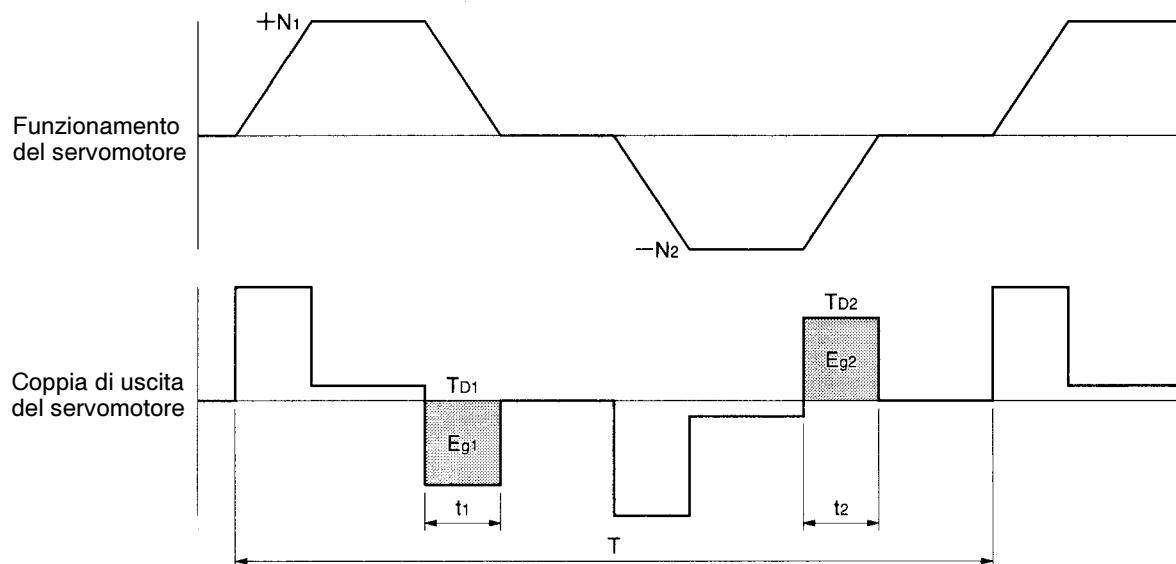 +N1
Funzionamento
del servomotore
−N2
TD2
Eg2
Coppia di uscita
del servomotore
TD1
Eg1
t1
t2
T